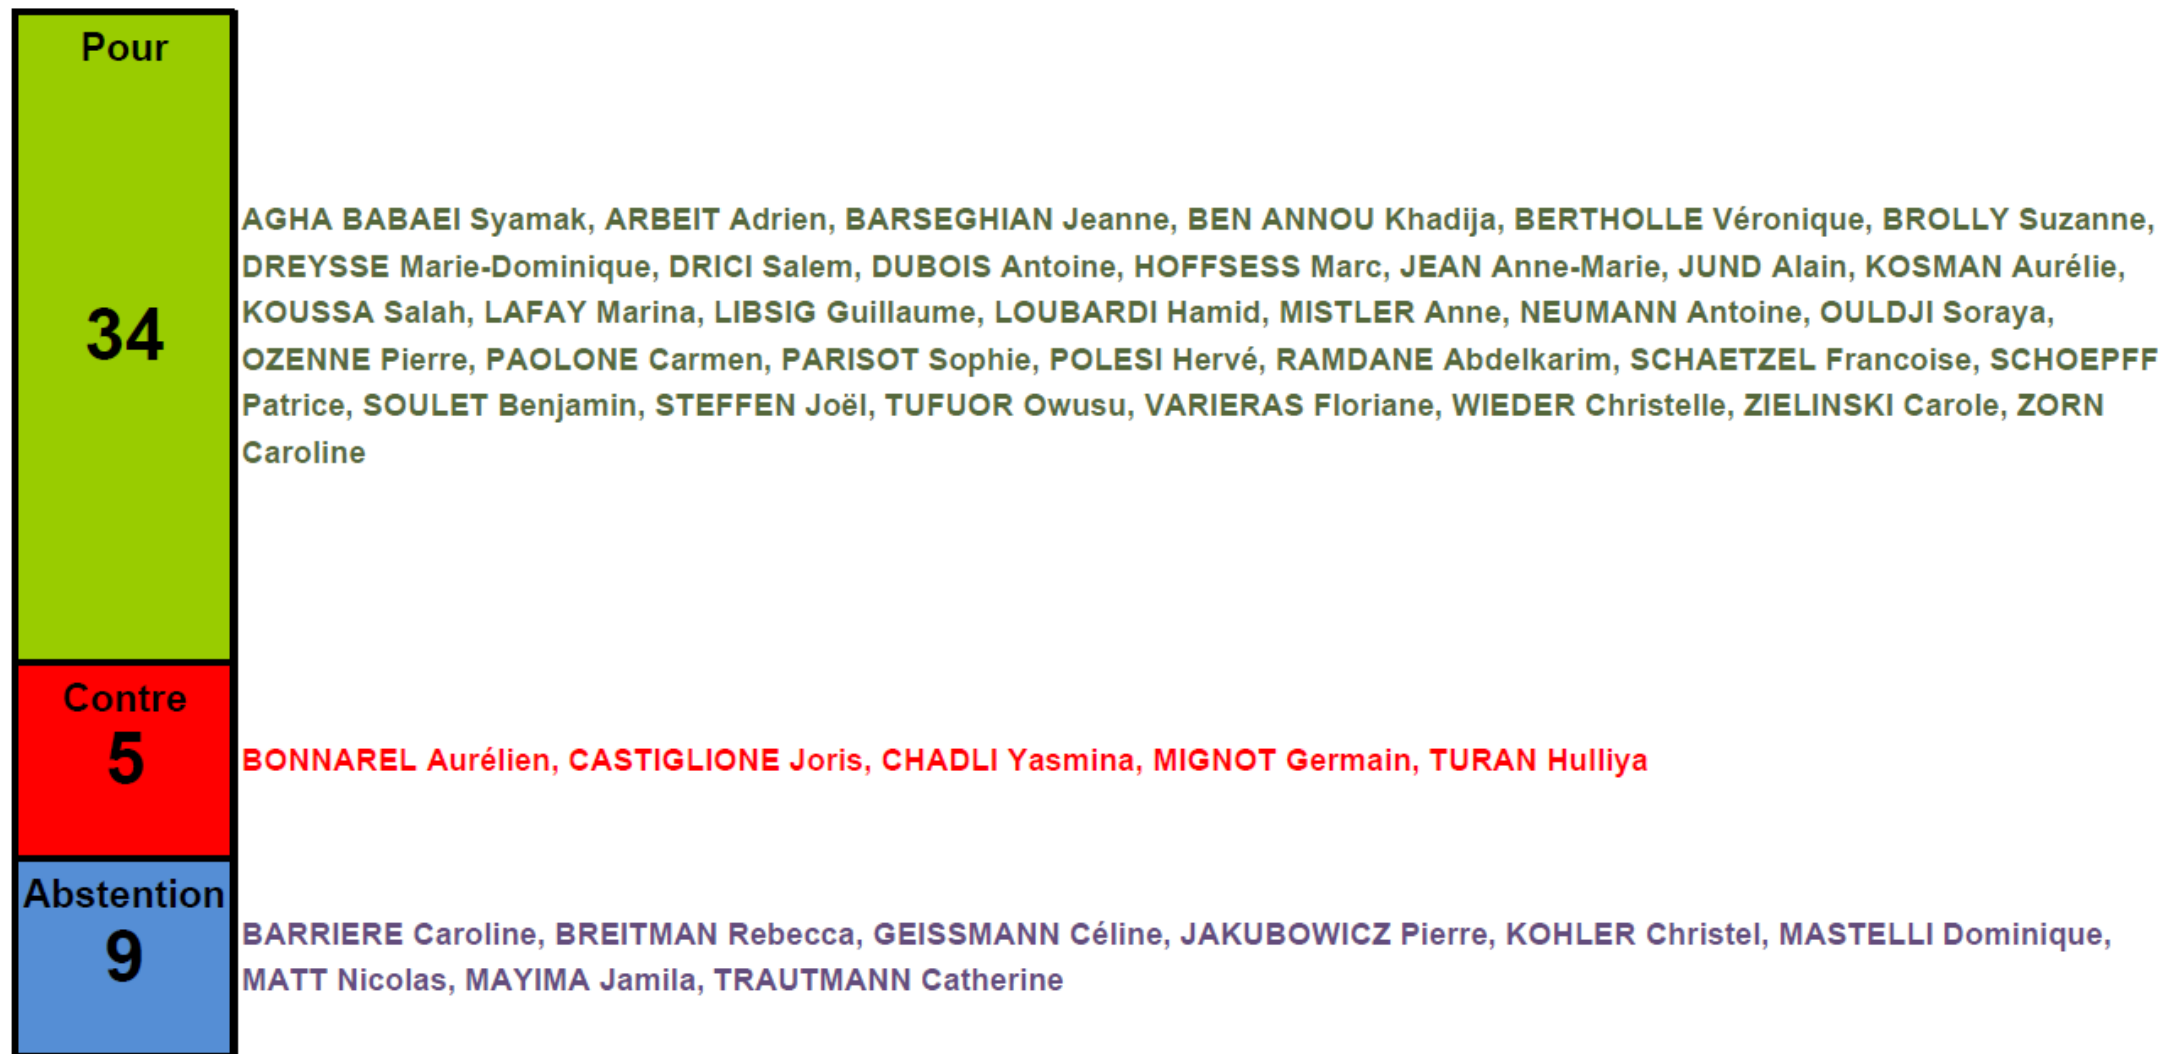 Pour
34
AGHA BABAEI Syamak, ARBEIT Adrien, BARSEGHIAN Jeanne, BEN ANNOU Khadija, BERTHOLLE Véronique, BROLLY Suzanne,
DREYSSE Marie-Dominique, DRICI Salem, DUBOIS Antoine, HOFFSESS Marc, JEAN Anne-Marie, JUND Alain, KOSMAN Aurélie,
KOUSSA Salah, LAFAY Marina, LIBSIG Guillaume, LOUBARDI Hamid, MISTLER Anne, NEUMANN Antoine, OULDJI Soraya,
OZENNE Pierre, PAOLONE Carmen, PARISOT Sophie, POLESI Hervé, RAMDANE Abdelkarim, SCHAETZEL Francoise, SCHOEPFF
Patrice, SOULET Benjamin, STEFFEN Joël, TUFUOR Owusu, VARIERAS Floriane, WIEDER Christelle, ZIELINSKI Carole, ZORN
Caroline
Contre
5
BONNAREL Aurélien, CASTIGLIONE Joris, CHADLI Yasmina, MIGNOT Germain, TURAN Hulliya
Abstention
9
BARRIERE Caroline, BREITMAN Rebecca, GEISSMANN Céline, JAKUBOWICZ Pierre, KOHLER Christel, MASTELLI Dominique,
MATT Nicolas, MAYIMA Jamila, TRAUTMANN Catherine